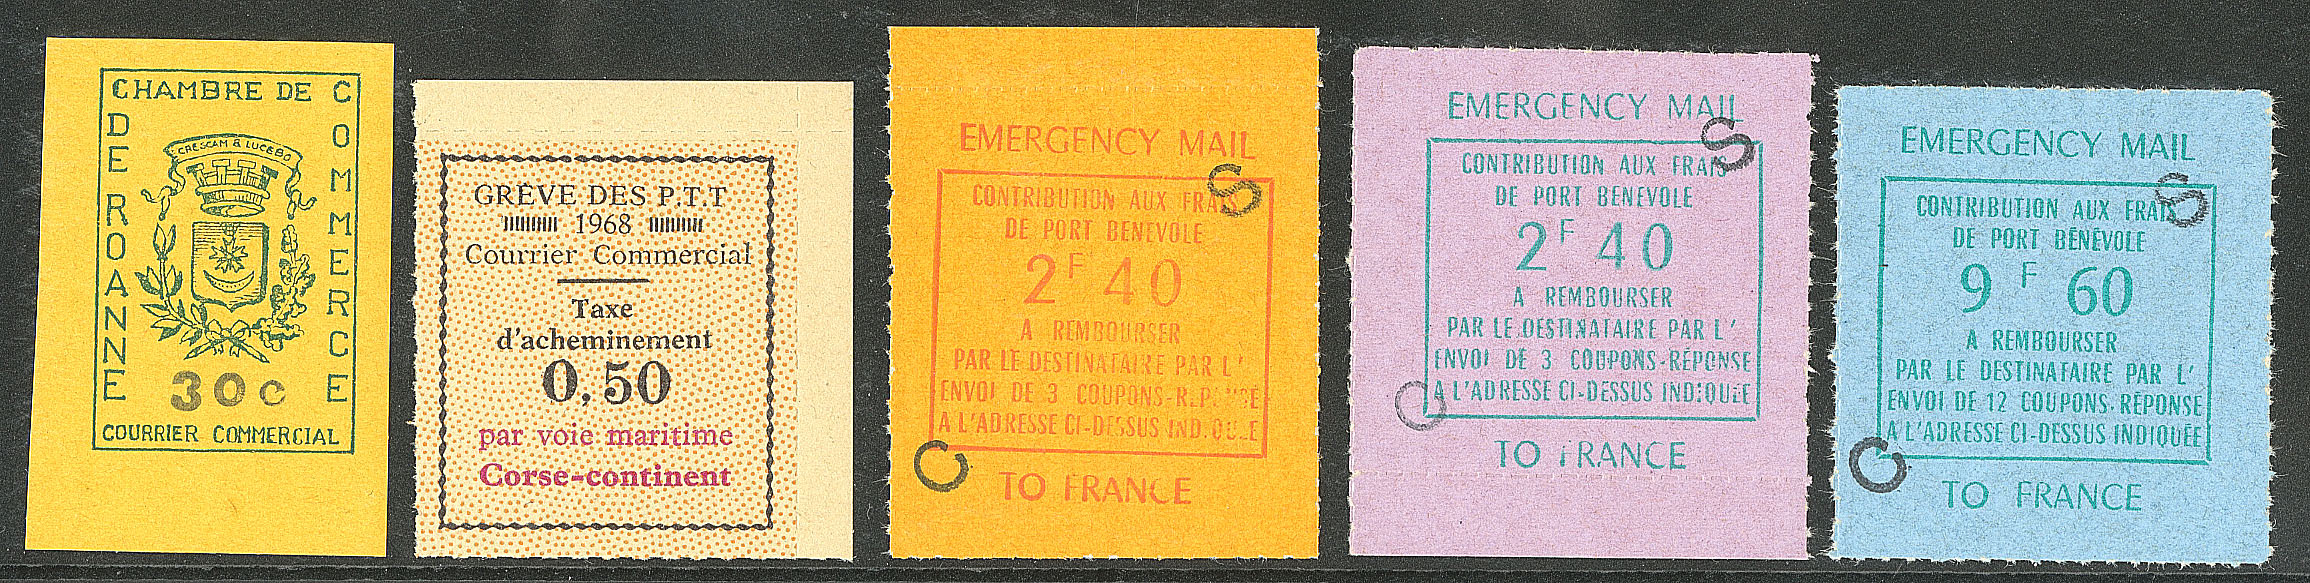 CHAMBRE DE COMMERCE
DE ROANNE
CRESCAM & LUCEBO
30c
COURRIER COMMERCIAL
GRÈVE DES P.T.T
1968
Courrier Commercial
Taxe
d'acheminement
0,50
par voie maritime
Corse-continent
EMERGENCY MAIL
CONTRIBUTION AUX FRAIS
DE PORT BENEVOLE
2F 40
A REMBOURSER
PAR LE DESTINATAIRE PAR L'
ENVOI DE 3 COUPONS-RÉPONSE
A L'ADRESSE CI-DESSUS INDIQUÉE
TO FRANCE
S
C
EMERGENCY MAIL
CONTRIBUTION AUX FRAIS
DE PORT BENÉVOLE
2F 40
A REMBOURSER
PAR LE DESTINATAIRE PAR L'
ENVOI DE 3 COUPONS-RÉPONSE
A L'ADRESSE CI-DESSUS INDIQUÉE
TO FRANCE
S
C
EMERGENCY MAIL
CONTRIBUTION AUX FRAIS
DE PORT BÉNÉVOLE
9F 60
A REMBOURSER
PAR LE DESTINATAIRE PAR L'
ENVOI DE 12 COUPONS-RÉPONSE
A L'ADRESSE CI-DESSUS INDIQUÉE
TO FRANCE
S
C